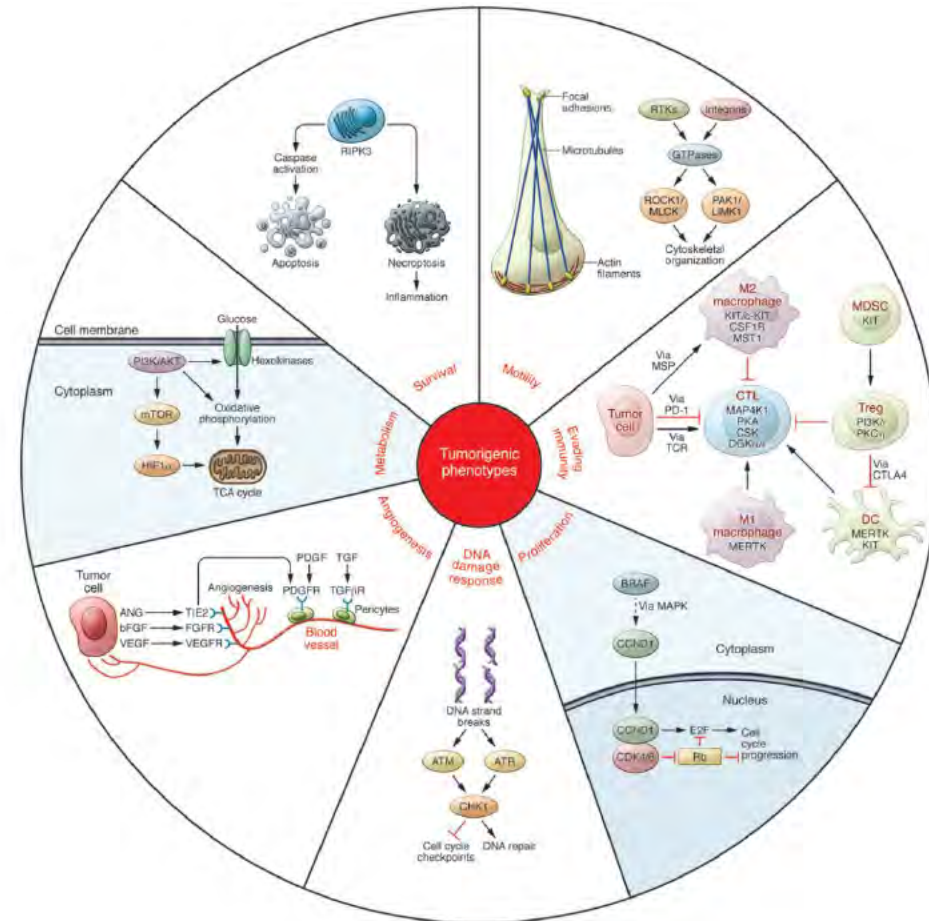 RIPK3
Caspase
activation
Apoptosis
Necroptosis
Inflammation
Survival
Focal
adhesions
Microtubules
Actin
filaments
RTKs
Integrins
GTPases
ROCK1/
MLCK
PAK1/
LIMK1
Cytoskeletal
organization
Motility
M2
macrophage
KIT/c-KIT
CSF1R
MST1
MDSC
KIT
Via
MSP
Tumor
cell
Via
PD-1
Via
TCR
CTL
MAP4K1
PKA
CSK
Treg
Via
CTLA4
M1
macrophage
MERTK
DC
MERTK
KIT
Evading
immunity
Cell membrane
Cytoplasm
Glucose
PI3K/AKT
Hexokinases
mTOR
Oxidative
phosphorylation
HIF1α
TCA cycle
Metabolism
Tumorigenic
phenotypes
Angiogenesis
DNA
damage
response
Proliferation
Tumor
cell
Angiogenesis
ANG
TIE2
bFGF
FGFR
VEGF
VEGFR
PDGF
TGF
PDGFR
TGFβIR
Pericytes
Blood
vessel
DNA strand
breaks
ATM
ATR
CHK1
Cell cycle
checkpoints
DNA repair
BRAF
Via MAPK
CCND1
Cytoplasm
Nucleus
CCND1
E2F
Cell
cycle
progression
CDK4/6
Rb